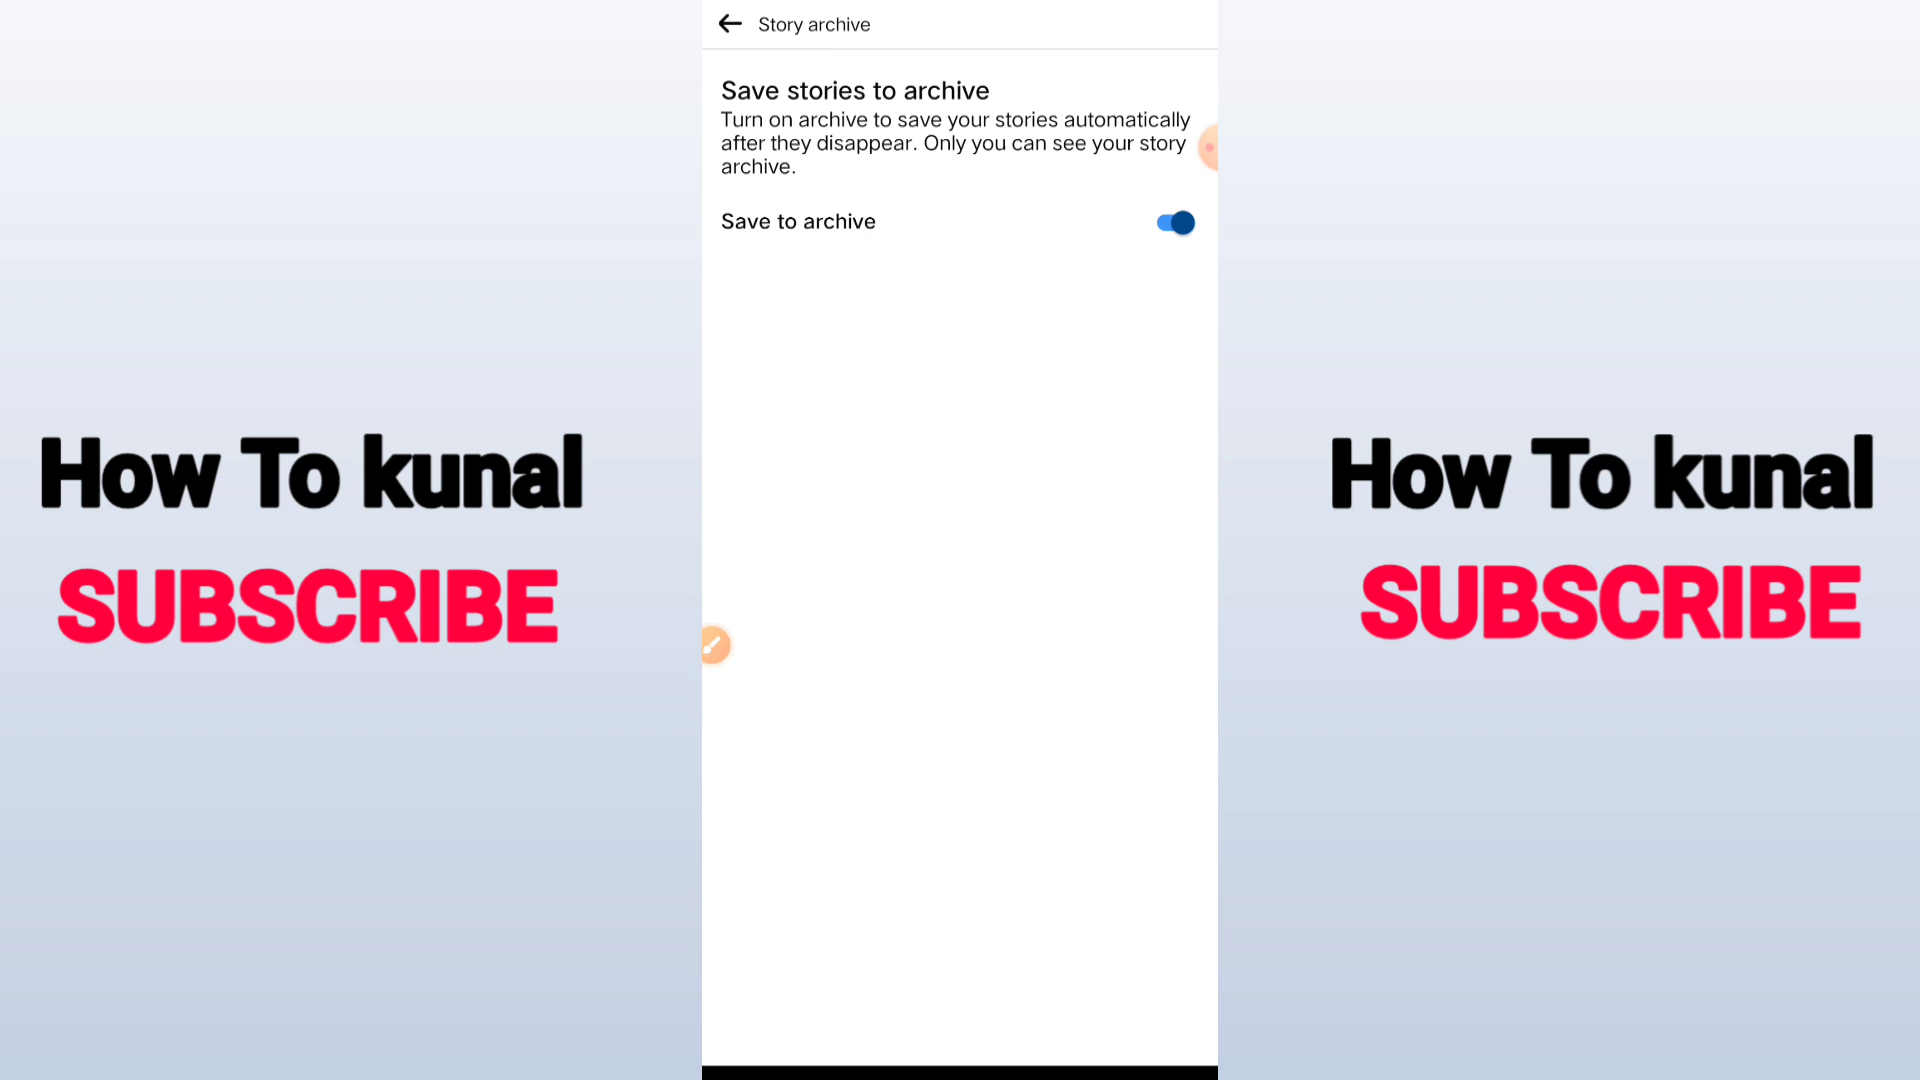 Story archive
Save stories to archive
Turn on archive to save your stories automatically
after they disappear. Only you can see your story
archive.
Save to archive
How To kunal
SUBSCRIBE
How To kunal
SUBSCRIBE